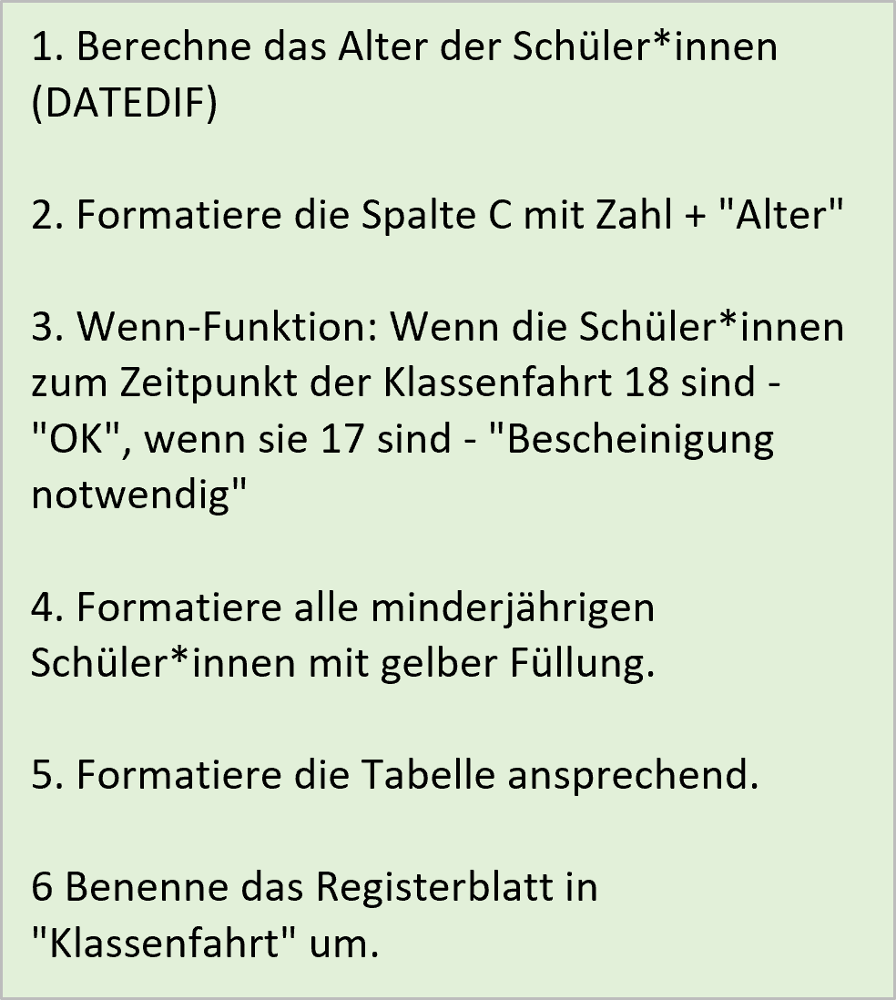 1. Berechne das Alter der Schüler*innen
(DATEDIF)
2. Formatiere die Spalte C mit Zahl + "Alter"
3. Wenn-Funktion: Wenn die Schüler*innen
zum Zeitpunkt der Klassenfahrt 18 sind -
"OK", wenn sie 17 sind - "Bescheinigung
notwendig"
4. Formatiere alle minderjährigen
Schüler*innen mit gelber Füllung.
5. Formatiere die Tabelle ansprechend.
6 Benenne das Registerblatt in
"Klassenfahrt" um.